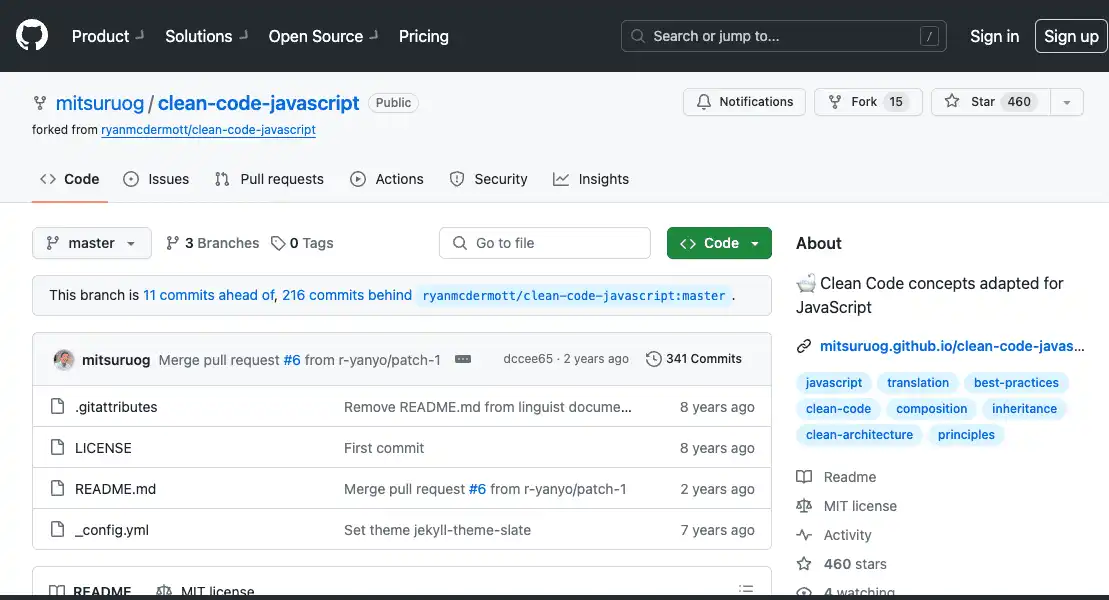 Product Solutions Open Source Pricing Search or jump to... / Sign in Sign up
mitsuruog / clean-code-javascript Public Notifications Fork 15 Star 460
forked from ryanmcdermott/clean-code-javascript
Code Issues Pull requests Actions Security Insights
master 3 Branches 0 Tags Go to file Code
This branch is 11 commits ahead of, 216 commits behind ryanmcdermott/clean-code-javascript:master .
mitsuruog Merge pull request #6 from r-yanyo/patch-1 dccee65 · 2 years ago 341 Commits
.gitattributes Remove README.md from linguist docume... 8 years ago
LICENSE First commit 8 years ago
README.md Merge pull request #6 from r-yanyo/patch-1 2 years ago
_config.yml Set theme jekyll-theme-slate 7 years ago
README MIT license
About
Clean Code concepts adapted for
JavaScript
mitsuruog.github.io/clean-code-javas...
javascript translation best-practices
clean-code composition inheritance
clean-architecture principles
Readme
MIT license
Activity
460 stars
4 watching